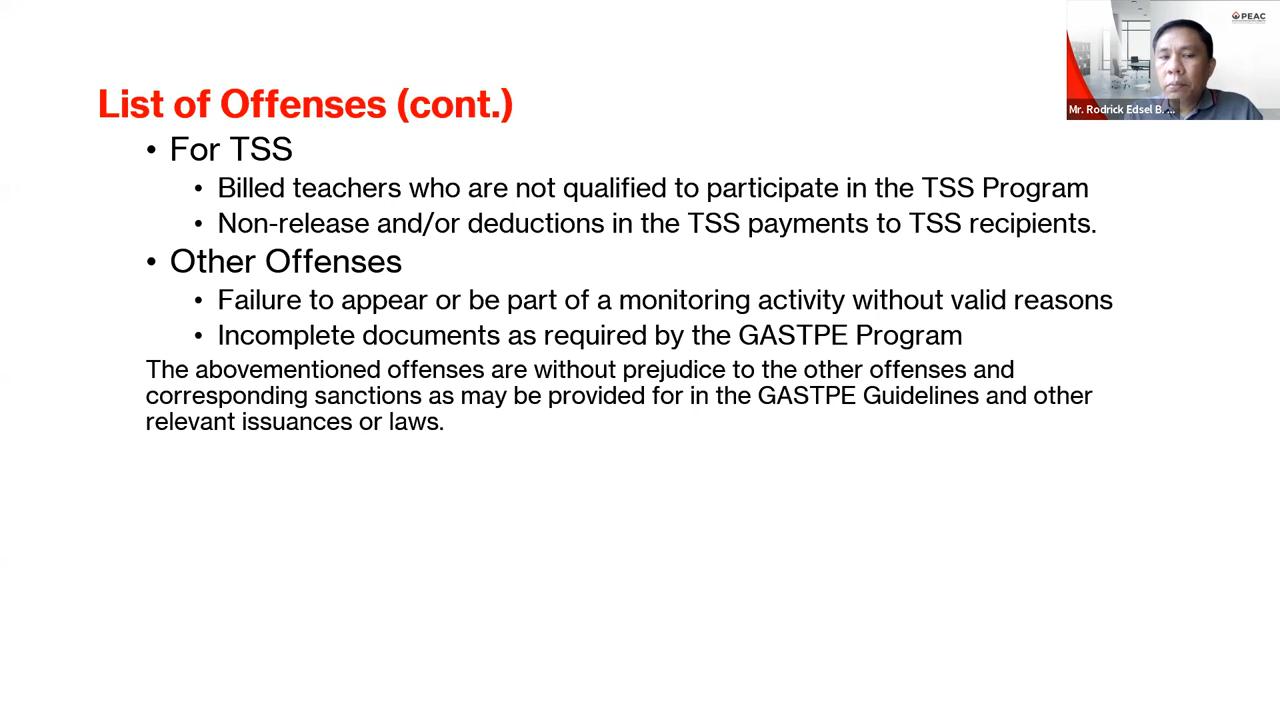 PEAC
Mr. Rodrick Edsel B. ...
List of Offenses (cont.)
• For TSS
• Billed teachers who are not qualified to participate in the TSS Program
• Non-release and/or deductions in the TSS payments to TSS recipients.
• Other Offenses
• Failure to appear or be part of a monitoring activity without valid reasons
• Incomplete documents as required by the GASTPE Program
The abovementioned offenses are without prejudice to the other offenses and
corresponding sanctions as may be provided for in the GASTPE Guidelines and other
relevant issuances or laws.